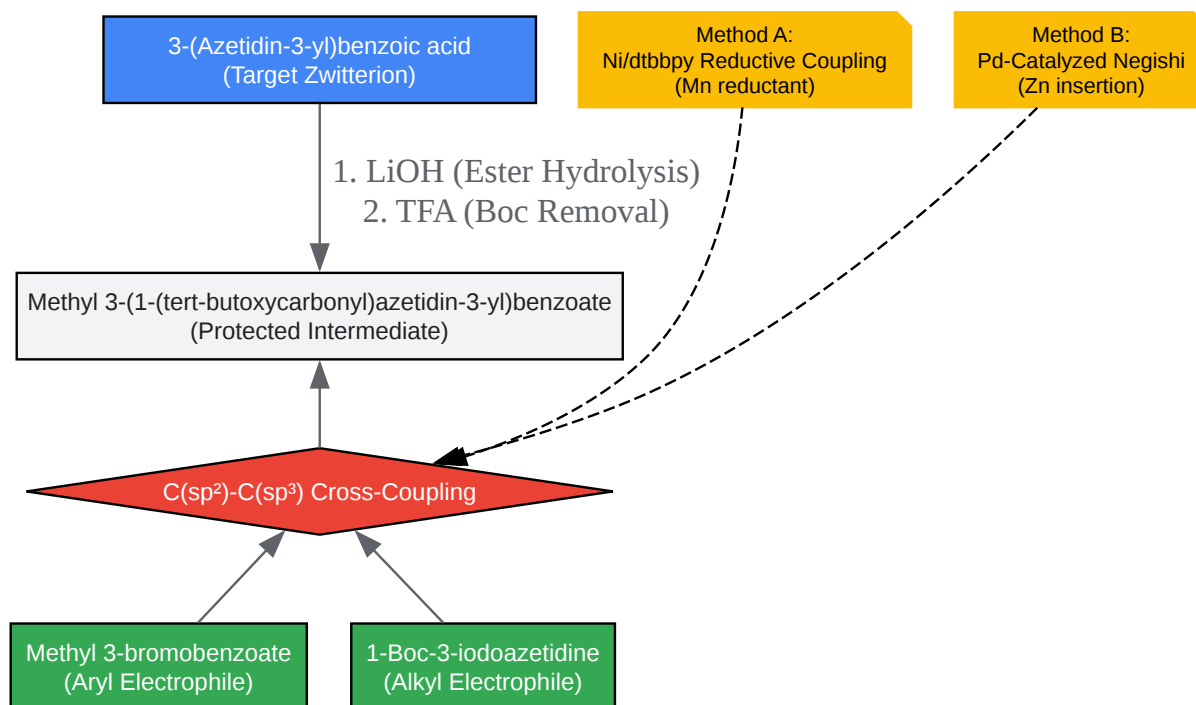 3-(Azetidin-3-yl)benzoic acid
(Target Zwitterion)
Method A:
Ni/dtbbpy Reductive Coupling
(Mn reductant)
Method B:
Pd-Catalyzed Negishi
(Zn insertion)
1. LiOH (Ester Hydrolysis)
2. TFA (Boc Removal)
Methyl 3-(1-(tert-butoxycarbonyl)azetidin-3-yl)benzoate
(Protected Intermediate)
C(sp²)-C(sp³) Cross-Coupling
Methyl 3-bromobenzoate
(Aryl Electrophile)
1-Boc-3-iodoazetidine
(Alkyl Electrophile)